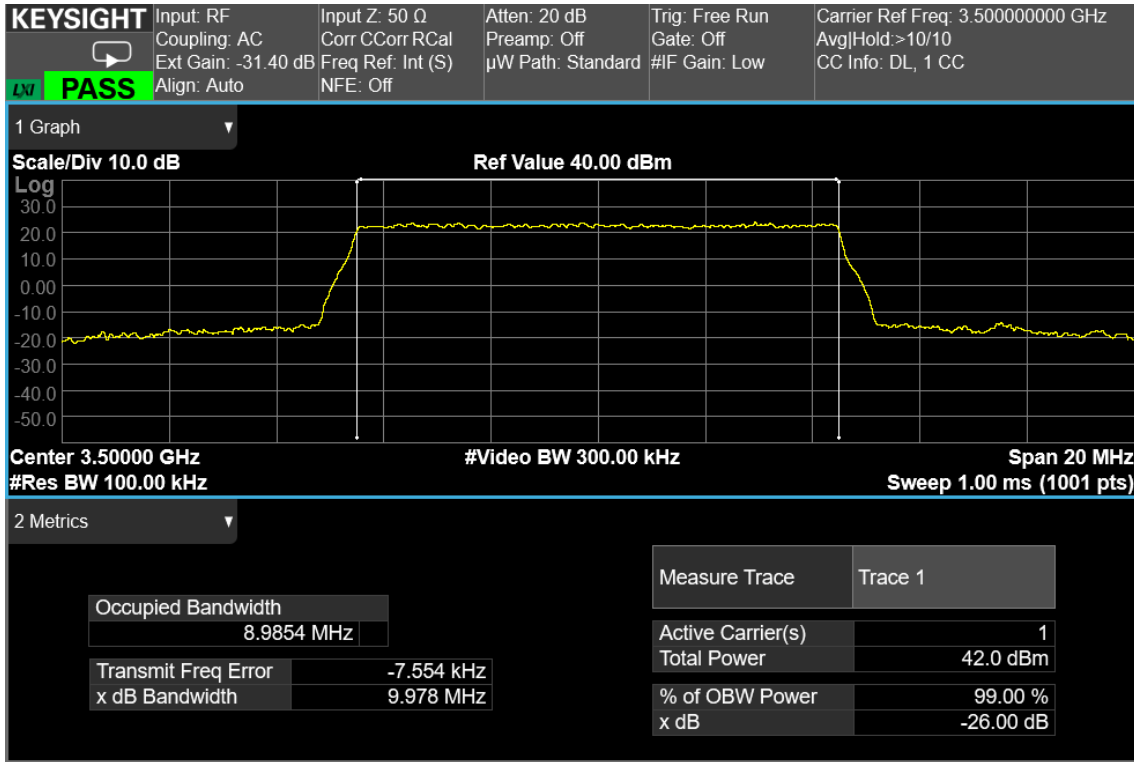 KEYSIGHT Input: RF Input Z: 50 Ω Atten: 20 dB Trig: Free Run Carrier Ref Freq: 3.500000000 GHz
Coupling: AC Corr CCorr RCal Preamp: Off Gate: Off Avg|Hold:>10/10
Ext Gain: -31.40 dB Freq Ref: Int (S) µW Path: Standard #IF Gain: Low CC Info: DL, 1 CC
LXI PASS Align: Auto NFE: Off
1 Graph
Scale/Div 10.0 dB Ref Value 40.00 dBm
Log
30.0
20.0
10.0
0.00
-10.0
-20.0
-30.0
-40.0
-50.0
Center 3.50000 GHz #Video BW 300.00 kHz Span 20 MHz
#Res BW 100.00 kHz Sweep 1.00 ms (1001 pts)
2 Metrics
Measure Trace Trace 1
Occupied Bandwidth
8.9854 MHz
Active Carrier(s) 1
Total Power 42.0 dBm
Transmit Freq Error -7.554 kHz
x dB Bandwidth 9.978 MHz
% of OBW Power 99.00 %
x dB -26.00 dB